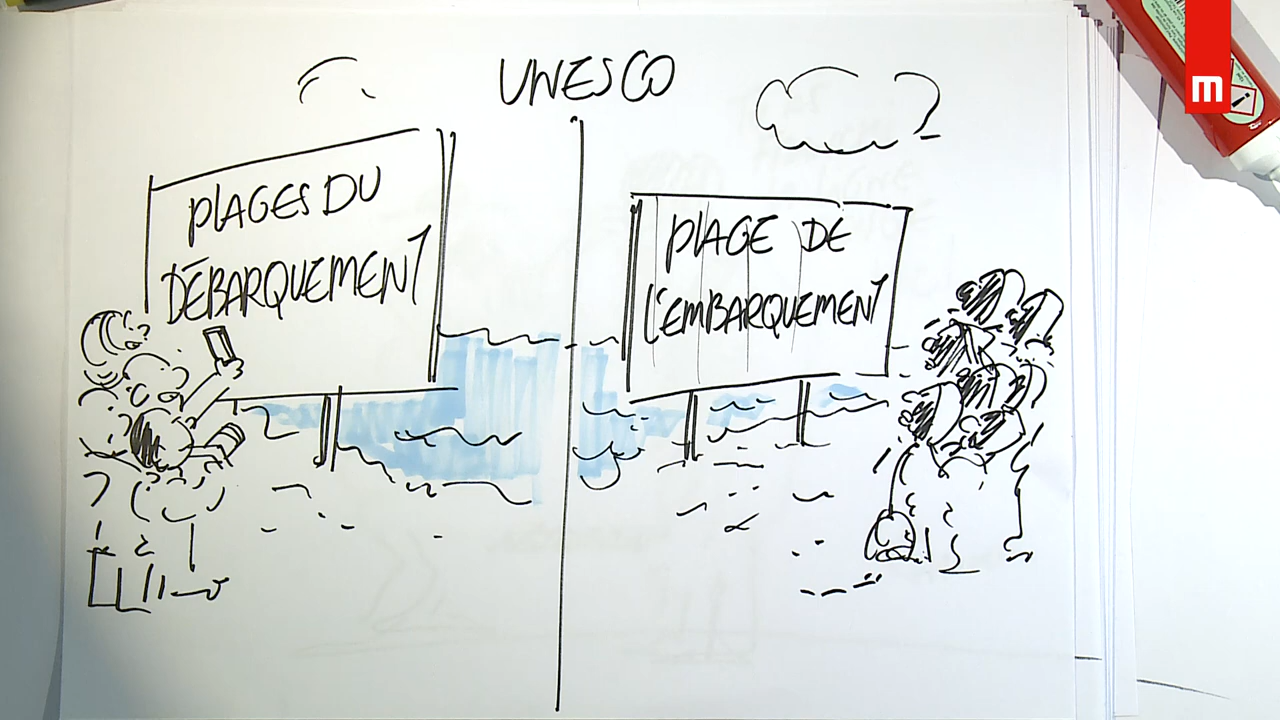 UNESCO
PLAGES DU
DÉBARQUEMENT
PLAGE DE
L'EMBARQUEMENT
m